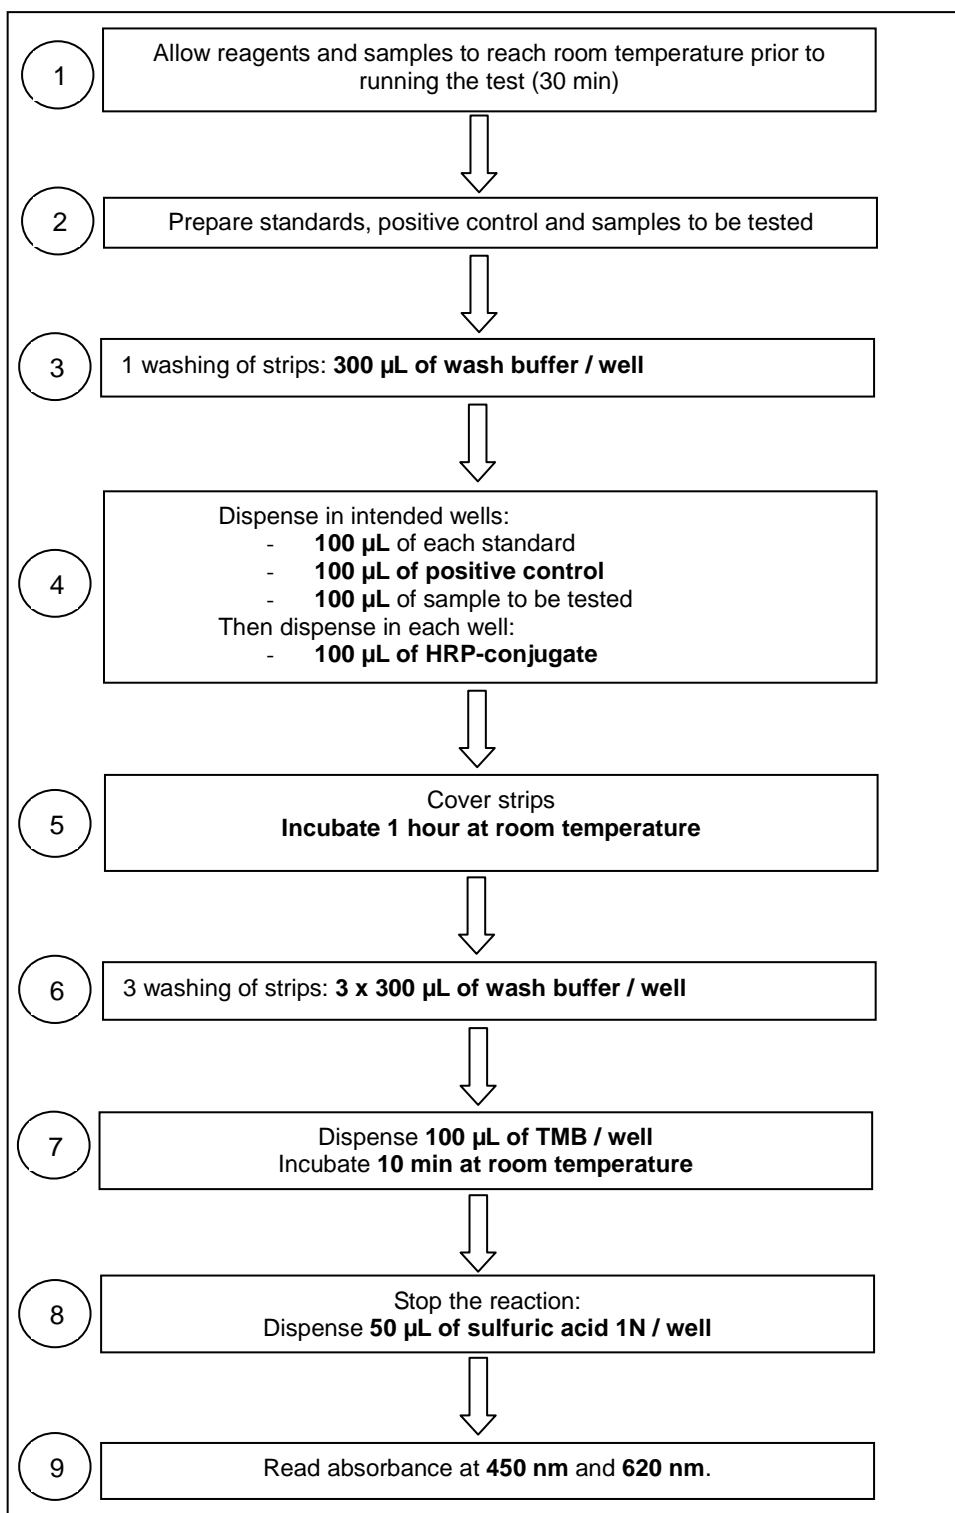 1
Allow reagents and samples to reach room temperature prior to
running the test (30 min)
2
Prepare standards, positive control and samples to be tested
3
1 washing of strips: 300 µL of wash buffer / well
4
Dispense in intended wells:
- 100 µL of each standard
- 100 µL of positive control
- 100 µL of sample to be tested
Then dispense in each well:
- 100 µL of HRP-conjugate
5
Cover strips
Incubate 1 hour at room temperature
6
3 washing of strips: 3 x 300 µL of wash buffer / well
7
Dispense 100 µL of TMB / well
Incubate 10 min at room temperature
8
Stop the reaction:
Dispense 50 µL of sulfuric acid 1N / well
9
Read absorbance at 450 nm and 620 nm.